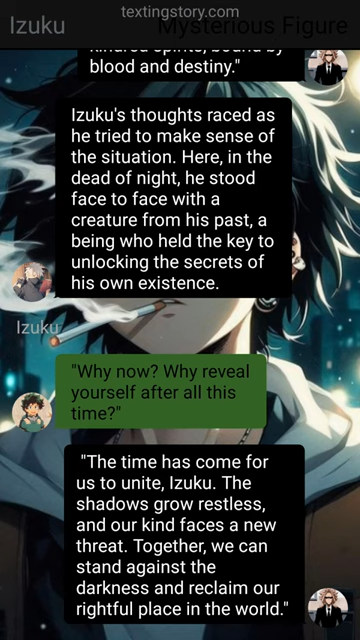 textingstory.com
Izuku
Mysterious Figure
kindred spirits, bound by
blood and destiny."
Izuku's thoughts raced as
he tried to make sense of
the situation. Here, in the
dead of night, he stood
face to face with a
creature from his past, a
being who held the key to
unlocking the secrets of
his own existence.
Izuku
"Why now? Why reveal
yourself after all this
time?"
"The time has come for
us to unite, Izuku. The
shadows grow restless,
and our kind faces a new
threat. Together, we can
stand against the
darkness and reclaim our
rightful place in the world."